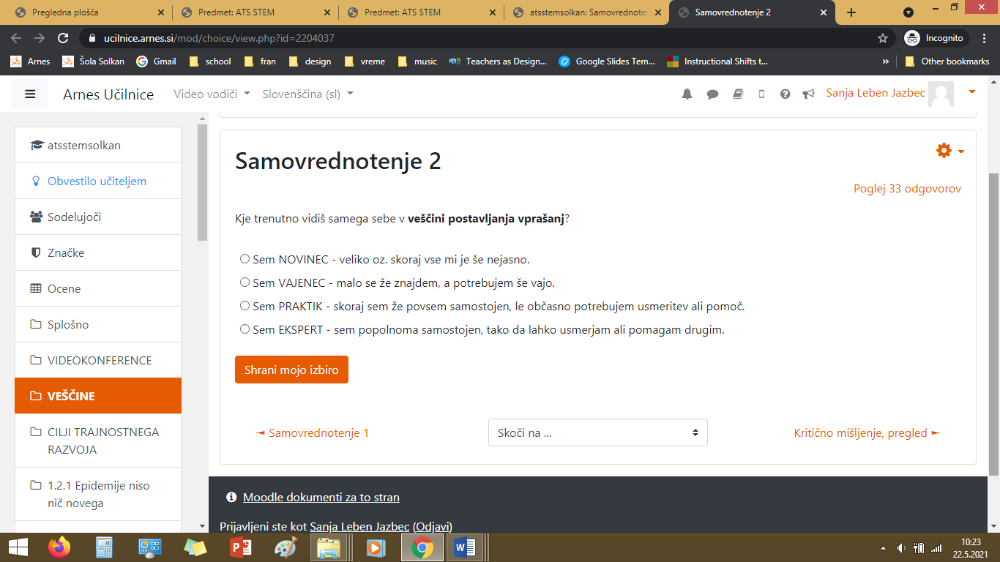 Pregledna plošča
Predmet: ATS STEM
Predmet: ATS STEM
atsstemsolkan: Samovrednoten
Samovrednotenje 2
ucilnice.arnes.si/mod/choice/view.php?id=2204037
Incognito
Arnes
Šola Solkan
Gmail
school
fran
design
vreme
music
Teachers as Design...
Google Slides Tem...
Instructional Shifts t...
Other bookmarks
Arnes Učilnice
Video vodiči
Slovenščina (sl)
Sanja Leben Jazbec
atsstemsolkan
Obvestilo učiteljem
Sodelujoči
Značke
Ocene
Splošno
VIDEOKONFERENCE
VEŠČINE
CILJI TRAJNOSTNEGA
RAZVOJA
1.2.1 Epidemije niso
nič novega
Samovrednotenje 2
Poglej 33 odgovorov
Kje trenutno vidiš samega sebe v veščini postavljanja vprašanj?
Sem NOVINEC - veliko oz. skoraj vse mi je še nejasno.
Sem VAJENEC - malo se že znajdem, a potrebujem še vajo.
Sem PRAKTIK - skoraj sem že povsem samostojen, le občasno potrebujem usmeritev ali pomoč.
Sem EKSPERT - sem popolnoma samostojen, tako da lahko usmerjam ali pomagam drugim.
Shrani mojo izbiro
◄ Samovrednotenje 1
Skoči na ...
Kritično mišljenje, pregled ►
Moodle dokumenti za to stran
Prijavljeni ste kot Sanja Leben Jazbec (Odjavi)
10:23
22.5.2021